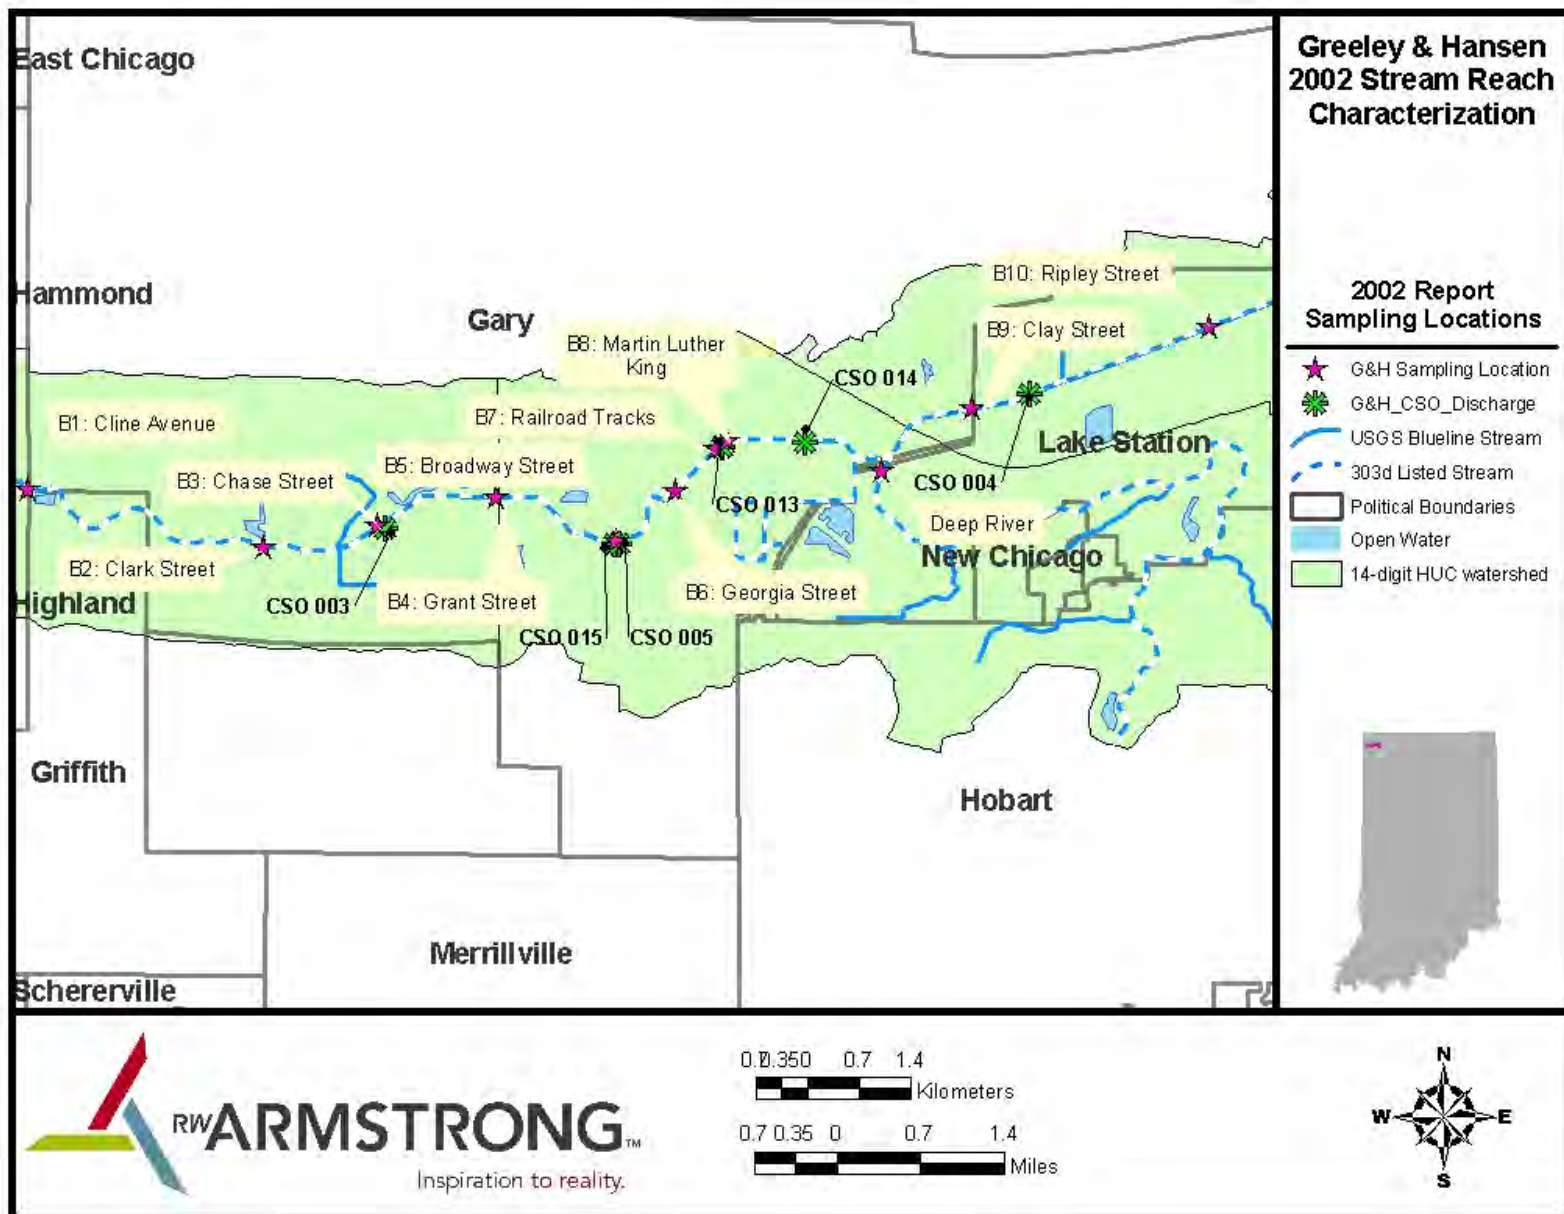 East Chicago
Hammond
Gary
B10: Ripley Street
B9: Clay Street
B8: Martin Luther
King
CSO 014
B7: Railroad Tracks
B1: Cline Avenue
B5: Broadway Street
B3: Chase Street
Lake Station
CSO 004
CSO 013
Deep River
New Chicago
B2: Clark Street
Highland
CSO 003
B4: Grant Street
B6: Georgia Street
CSO 015
CSO 005
Griffith
Hobart
Merrillville
Schererville
Greeley & Hansen
2002 Stream Reach
Characterization
2002 Report
Sampling Locations
G&H Sampling Location
G&H_CSO_Discharge
USGS Blueline Stream
303d Listed Stream
Political Boundaries
Open Water
14-digit HUC watershed
RW ARMSTRONG TM
Inspiration to reality.
0.7 0.35 0 0.7 1.4
Kilometers
0.7 0.35 0 0.7 1.4
Miles
N
W E
S